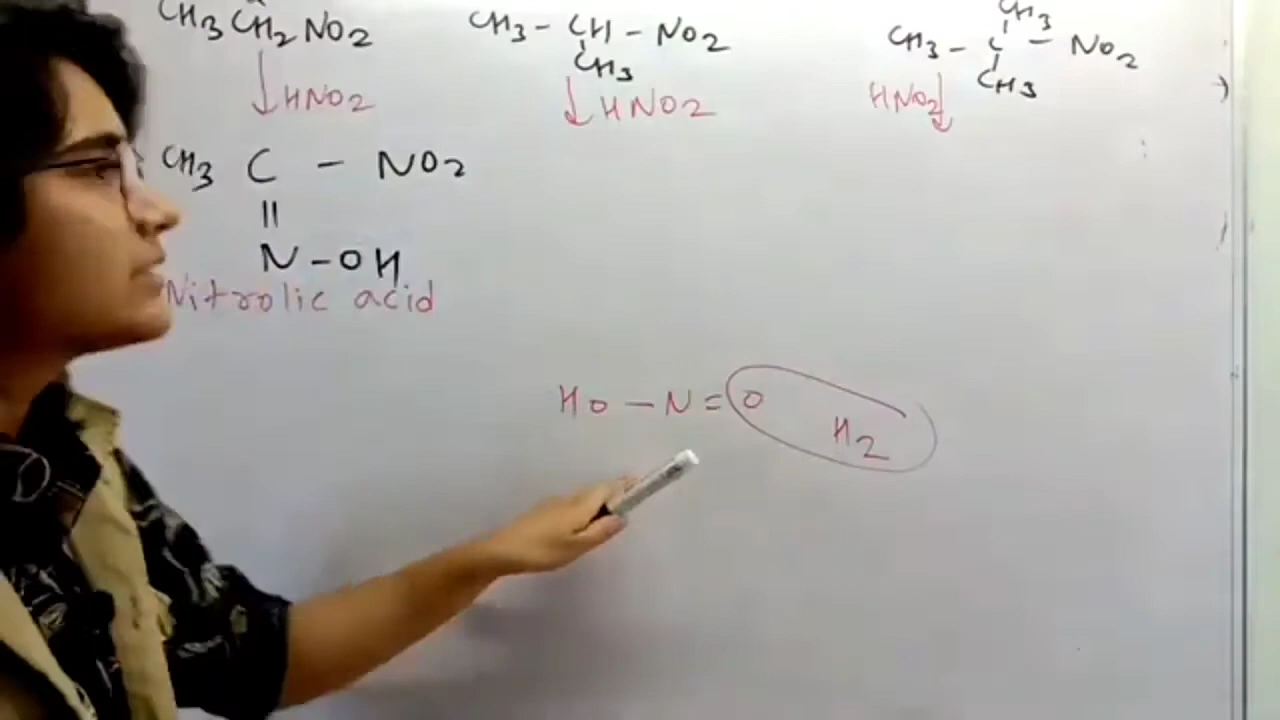 CH3 CH2 NO2
CH3 - CH - NO2
CH3
CH3
CH3 - C - NO2
CH3
↓ HNO2
↓ HNO2
HNO2 ↓
CH3 C - NO2
||
N - OH
Nitrolic acid
HO - N = O H2